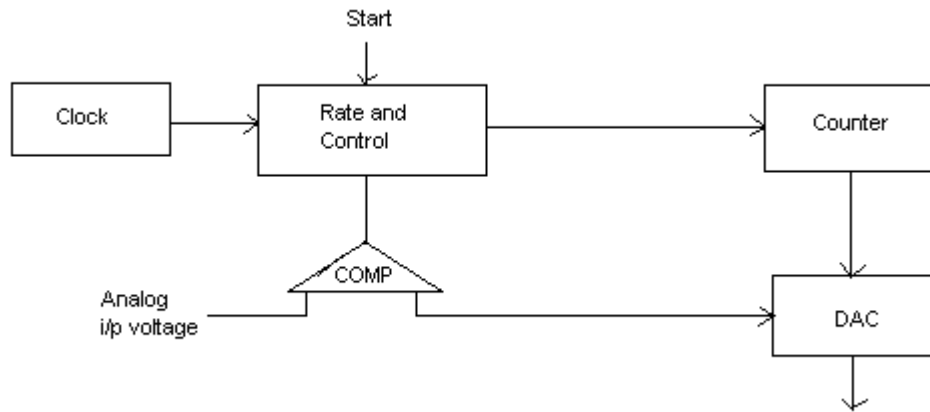 Start
Clock
Rate and
Control
Counter
COMP
Analog
i/p voltage
DAC